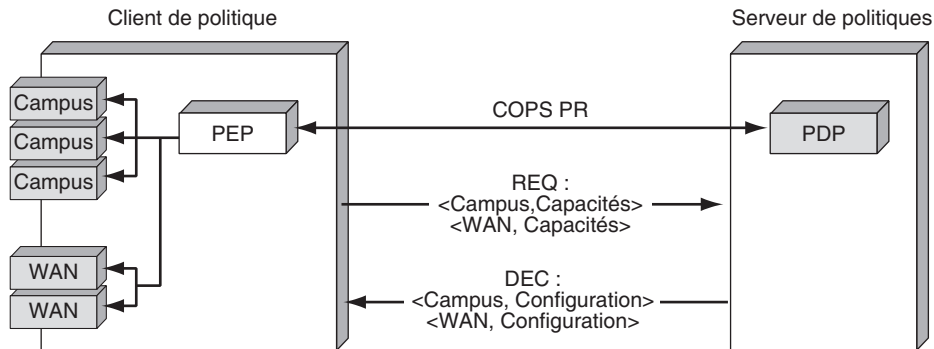 Client de politique
Serveur de politiques
Campus
Campus
Campus
PEP
COPS PR
PDP
REQ :
<Campus,Capacités>
<WAN, Capacités>
WAN
WAN
DEC :
<Campus, Configuration>
<WAN, Configuration>